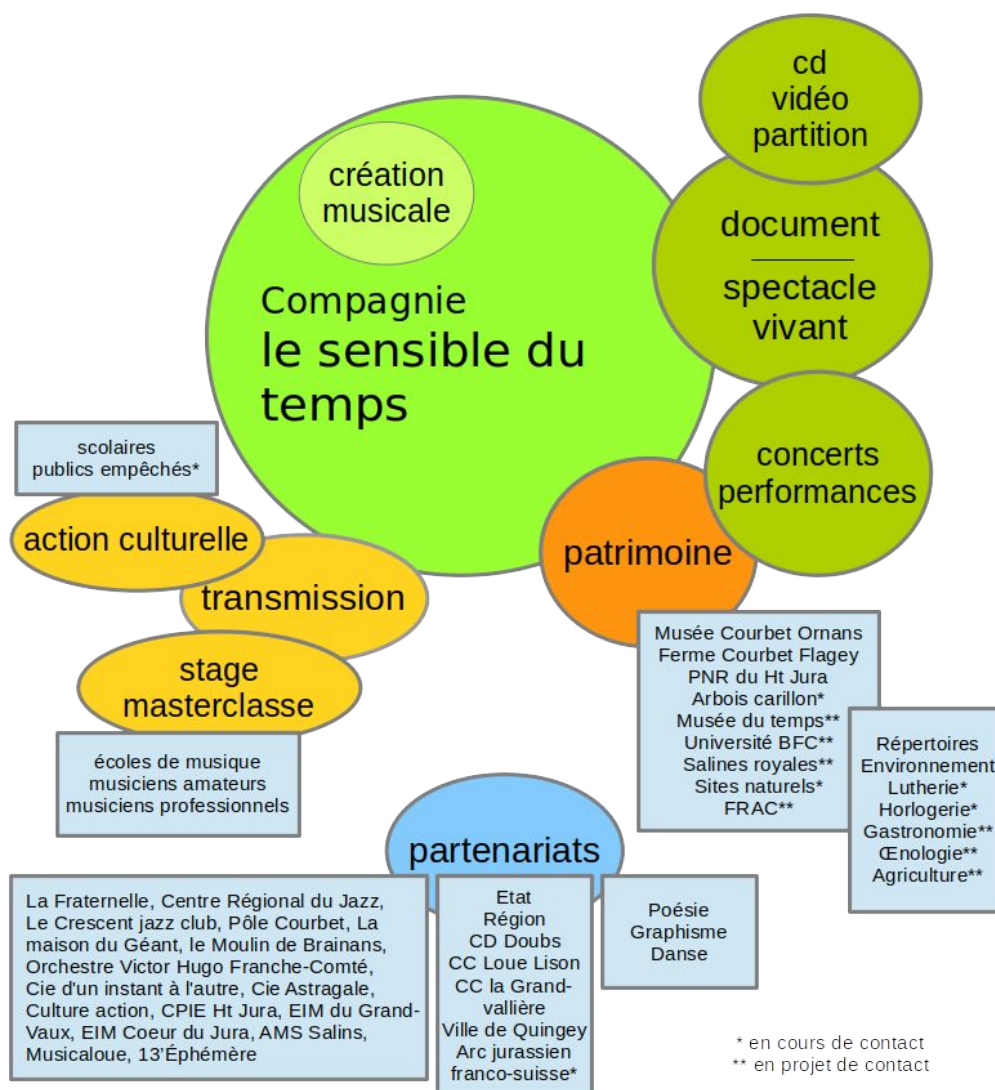 cd
vidéo
partition
création
musicale
document
spectacle
vivant
Compagnie
le sensible du
temps
concerts
performances
scolaires
publics empêchés*
action culturelle
transmission
stage
masterclasse
écoles de musique
musiciens amateurs
musiciens professionnels
patrimoine
Musée Courbet Ornans
Ferme Courbet Flagey
PNR du Ht Jura
Arbois carillon*
Musée du temps**
Université BFC**
Salines royales**
Sites naturels*
FRAC**
Répertoires
Environnement
Lutherie*
Horlogerie*
Gastronomie**
Œnologie**
Agriculture**
partenariats
La Fraternelle, Centre Régional du Jazz,
Le Crescent jazz club, Pôle Courbet, La
maison du Géant, le Moulin de Brainans,
Orchestre Victor Hugo Franche-Comté,
Cie d'un instant à l'autre, Cie Astragale,
Culture action, CPIE Ht Jura, EIM du Grand-
Vaux, EIM Coeur du Jura, AMS Salins,
Musicaloue, 13'Éphémère
Etat
Région
CD Doubs
CC Loue Lison
CC la Grand-
vallière
Ville de Quingey
Arc jurassien
franco-suisse*
Poésie
Graphisme
Danse
* en cours de contact
** en projet de contact